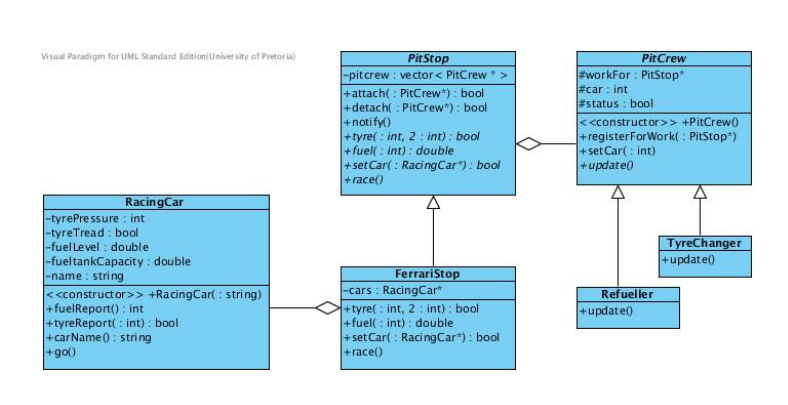 Visual Paradigm for UML Standard Edition(University of Pretoria)
PitStop
-pitcrew : vector< PitCrew * >
+attach( : PitCrew*) : bool
+detach( : PitCrew*) : bool
+notify()
+tyre( : int, 2 : int) : bool
+fuel( : int) : double
+setCar( : RacingCar*) : bool
+race()
PitCrew
#workFor : PitStop*
#car : int
#status : bool
<<constructor>> +PitCrew()
+registerForWork( : PitStop*)
+setCar( : int)
+update()
RacingCar
-tyrePressure : int
-tyreTread : bool
-fuelLevel : double
-fueltankCapacity : double
-name : string
<<constructor>> +RacingCar( : string)
+fuelReport() : int
+tyreReport( : int) : bool
+carName() : string
+go()
FerrariStop
-cars : RacingCar*
+tyre( : int, 2 : int) : bool
+fuel( : int) : double
+setCar( : RacingCar*) : bool
+race()
TyreChanger
+update()
Refueller
+update()